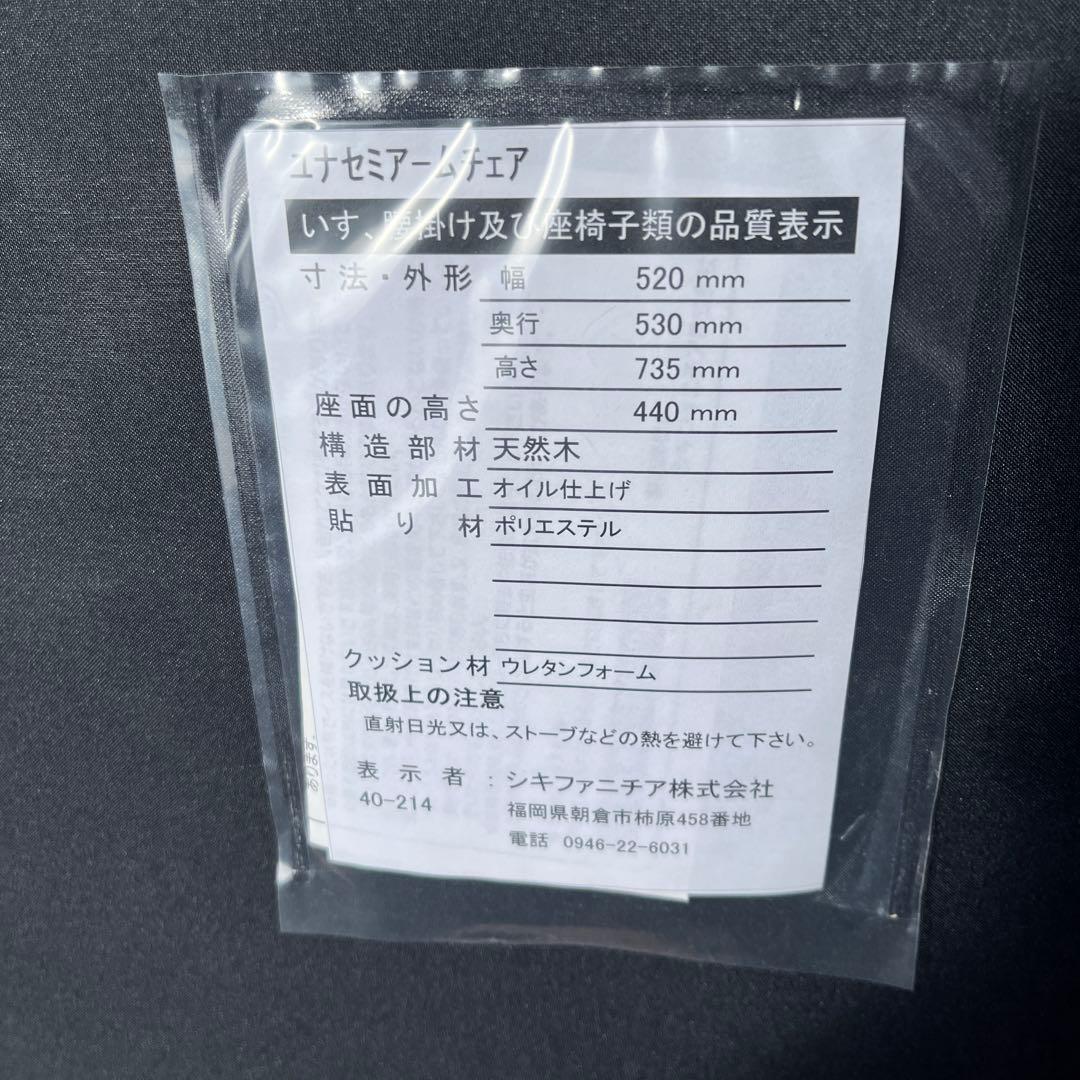 ユナセミアームチェア
いす、腰掛け及び座椅子類の品質表示
寸法・外形 幅 520 mm
奥行 530 mm
高さ 735 mm
座面の高さ 440 mm
構造部材 天然木
表面加工 オイル仕上げ
貼り材 ポリエステル
クッション材 ウレタンフォーム
取扱上の注意
直射日光又は、ストーブなどの熱を避けて下さい。
表示者：シキファニチア株式会社
40-214 福岡県朝倉市柿原458番地
電話 0946-22-6031
あります。